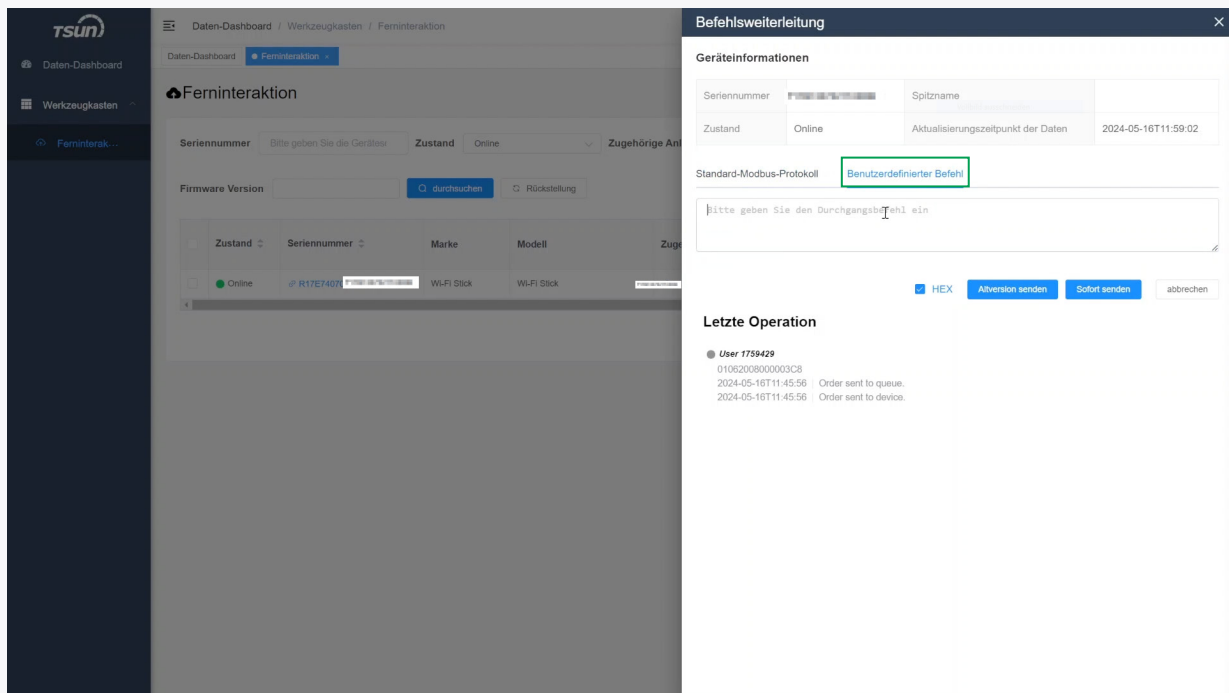 TSUN
Daten-Dashboard
Werkzeugkasten
Ferninterak...
Daten-Dashboard / Werkzeugkasten / Ferninteraktion
Daten-Dashboard
Ferninteraktion ×
Ferninteraktion
Seriennummer Bitte geben Sie die Gerätese Zustand Online Zugehörige Anl
Firmware Version durchsuchen Rückstellung
Zustand Seriennummer Marke Modell Zuge
Online R17E7407 Wi-Fi Stick Wi-Fi Stick
Befehlsweiterleitung ×
Geräteinformationen
Seriennummer Spitzname
Zustand Online Aktualisierungszeitpunkt der Daten 2024-05-16T11:59:02
Standard-Modbus-Protokoll Benutzerdefinierter Befehl
Bitte geben Sie den Durchgangsbefehl ein
HEX Altversion senden Sofort senden abbrechen
Letzte Operation
User 1759429
01062008000003C8
2024-05-16T11:45:56 Order sent to queue.
2024-05-16T11:45:56 Order sent to device.